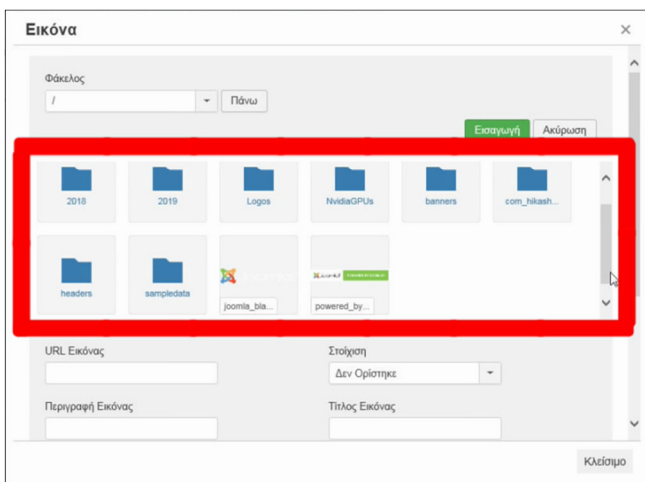 Εικόνα ×
Φάκελος
/ Πάνω
Εισαγωγή Ακύρωση
2018 2019 Logos NvidiaGPUs banners com_hikash...
headers sampledata joomla_bla... powered_by...
URL Εικόνας Στοίχιση
Δεν Ορίστηκε
Περιγραφή Εικόνας Τίτλος Εικόνας
Κλείσιμο